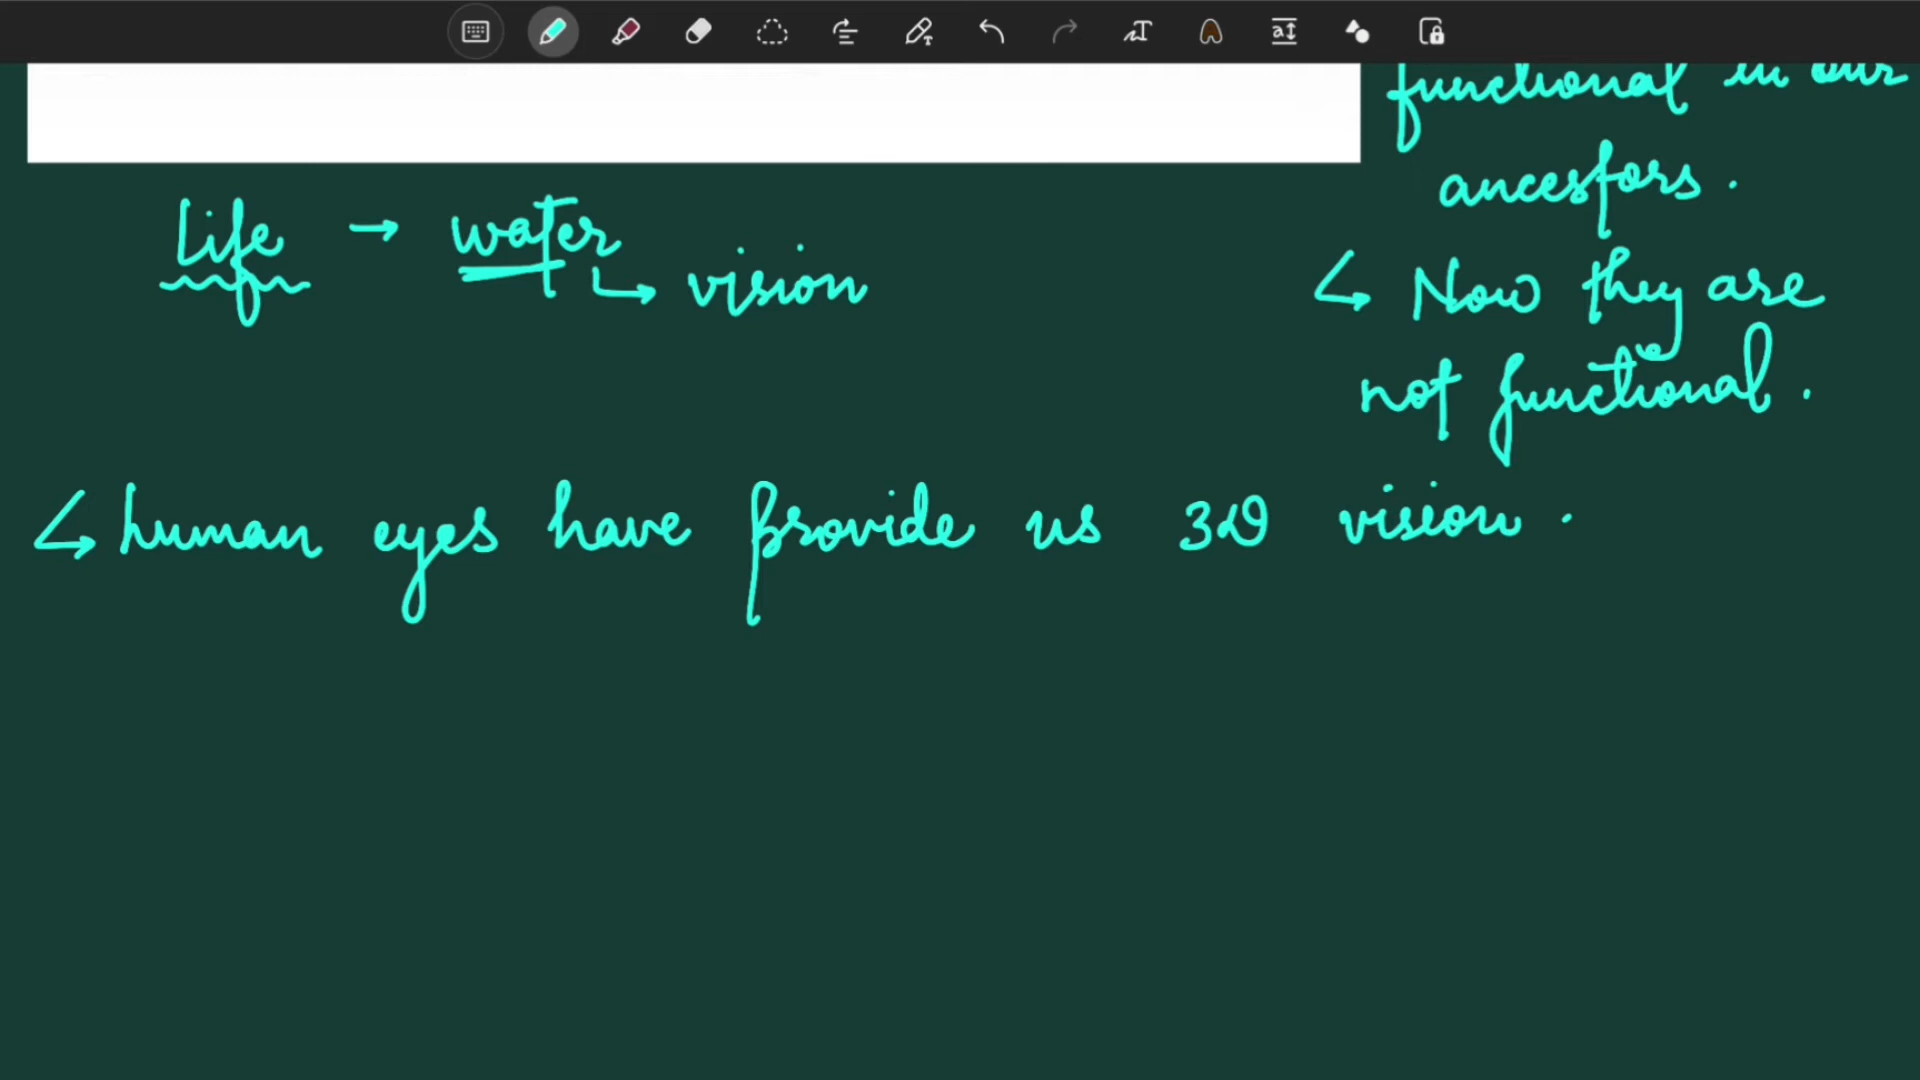 functional in our
ancestors.
↳ Now they are
not functional.
Life → water
↳ vision
↳ human eyes have provide us 3D vision.